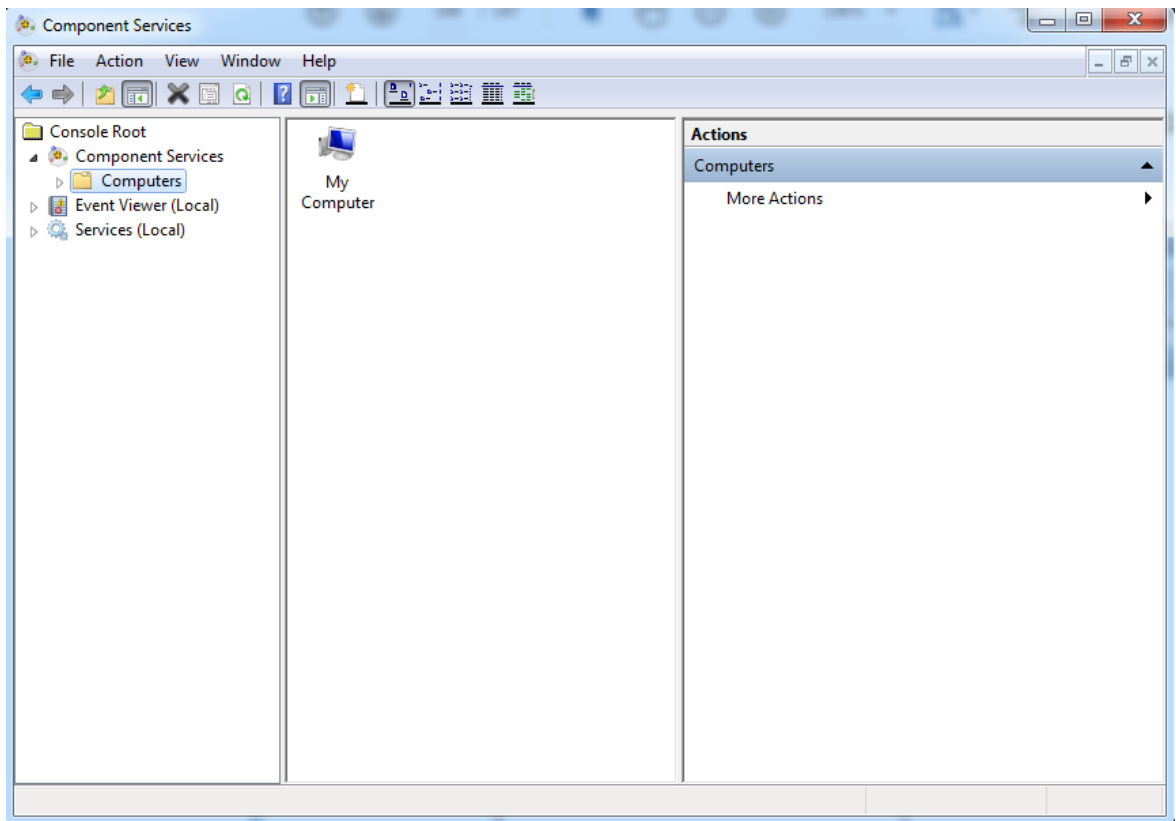 Component Services
File Action View Window Help
Console Root
Component Services
Computers
Event Viewer (Local)
Services (Local)
My
Computer
Actions
Computers
More Actions